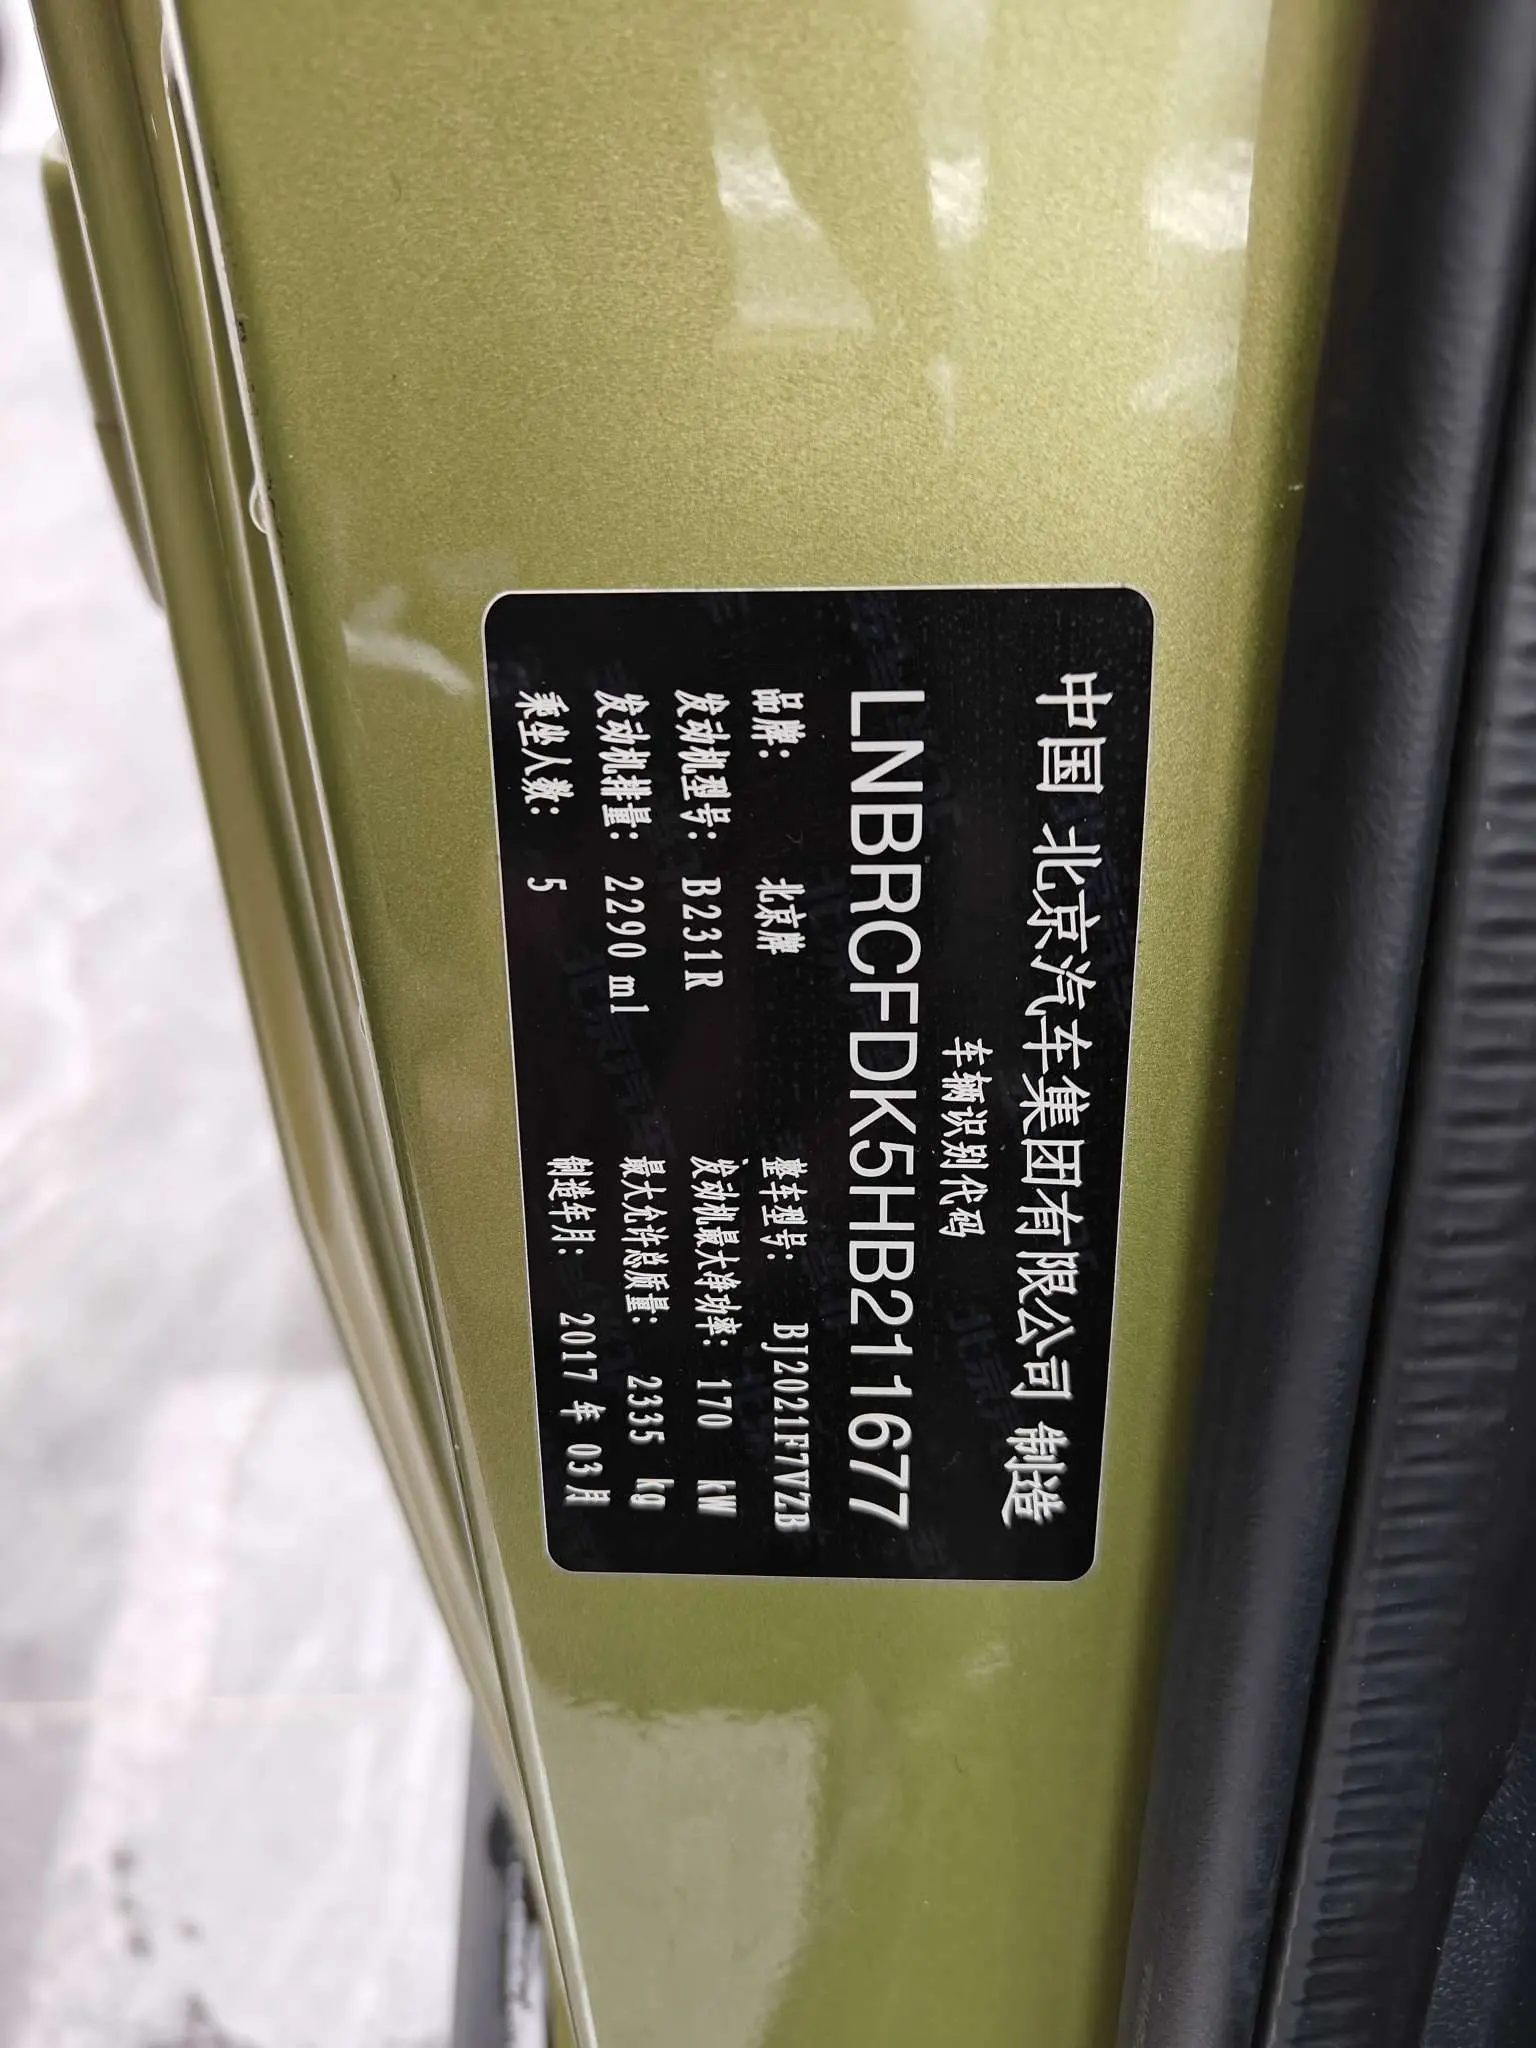 中国 北京汽车集团有限公司 制造
车辆识别代码
LNBRCFDK5HB211677
品牌: 北京牌 整车型号: BJ2021F7VZB
发动机型号: B231R 发动机最大净功率: 170 kW
发动机排量: 2290 ml 最大允许总质量: 2335 kg
乘坐人数: 5 制造年月: 2017 年 03月